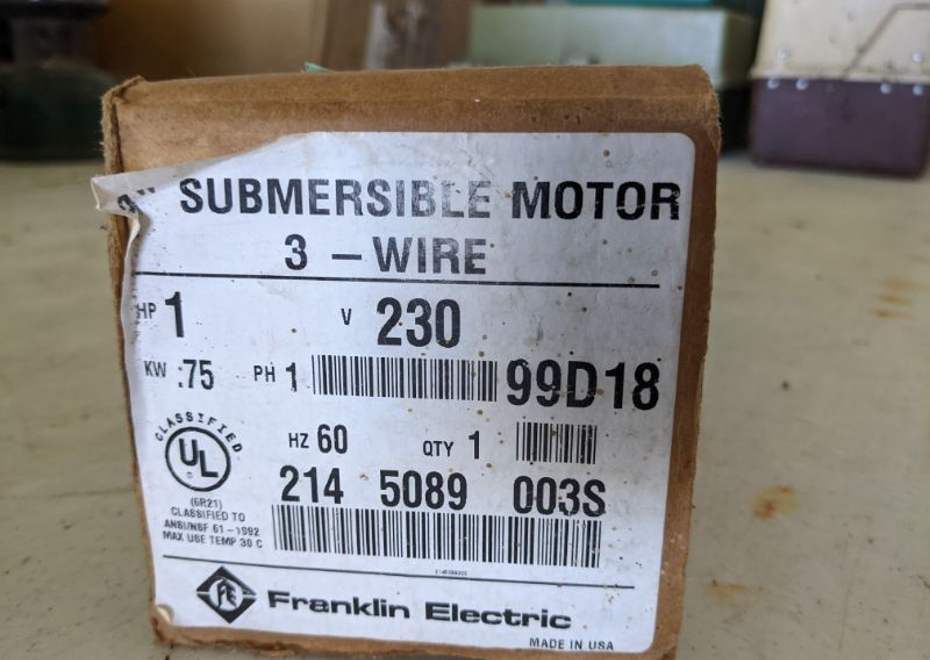 SUBMERSIBLE MOTOR
3 – WIRE
HP 1 V 230
KW .75 PH 1 99D18
CLASSIFIED
UL
HZ 60 QTY 1
214 5089 003S
(6R21)
CLASSIFIED TO
ANSI/NSF 61-1992
MAX USE TEMP 30 C
FE
Franklin Electric
MADE IN USA